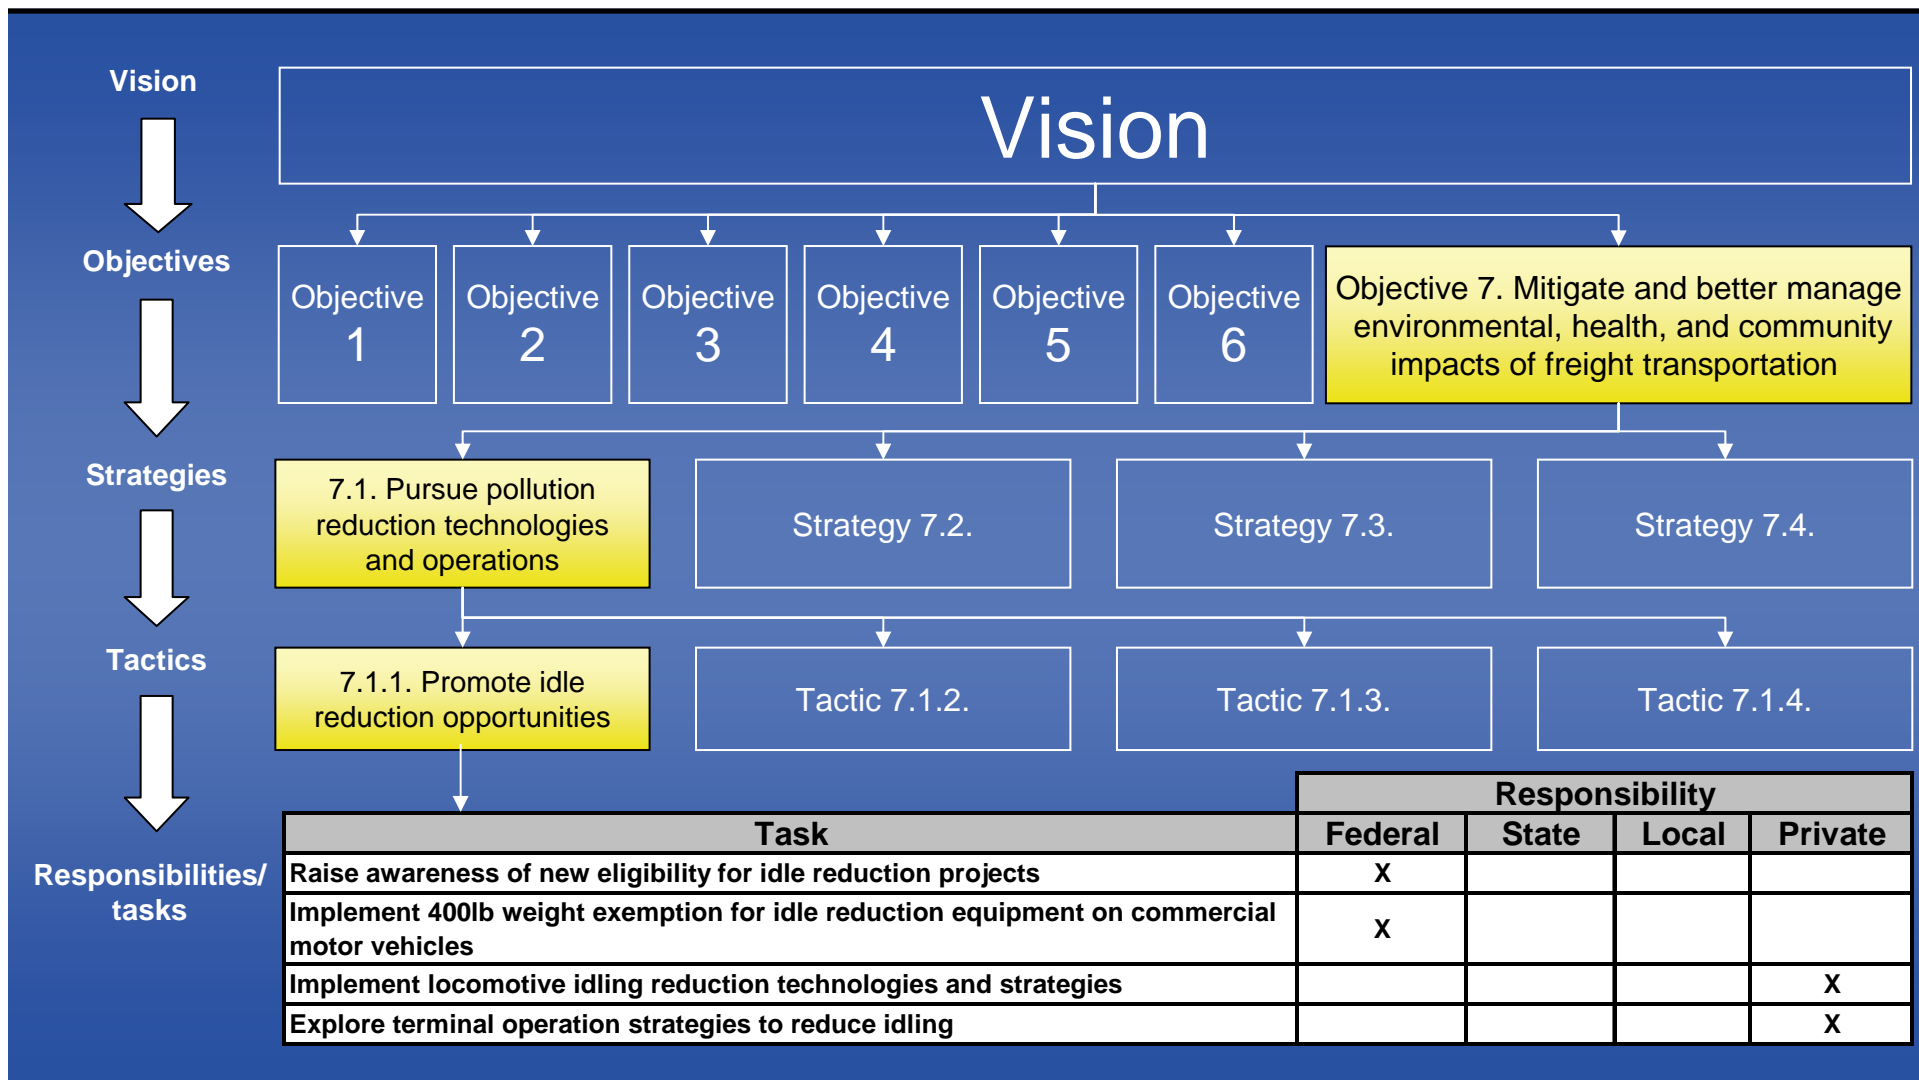 Vision
Vision
Objectives
Objective
1
Objective
2
Objective
3
Objective
4
Objective
5
Objective
6
Objective 7. Mitigate and better manage
environmental, health, and community
impacts of freight transportation
Strategies
7.1. Pursue pollution
reduction technologies
and operations
Strategy 7.2.
Strategy 7.3.
Strategy 7.4.
Tactics
7.1.1. Promote idle
reduction opportunities
Tactic 7.1.2.
Tactic 7.1.3.
Tactic 7.1.4.
Responsibilities/
tasks
Responsibility
Task Federal State Local Private
Raise awareness of new eligibility for idle reduction projects X
Implement 400lb weight exemption for idle reduction equipment on commercial
motor vehicles X
Implement locomotive idling reduction technologies and strategies X
Explore terminal operation strategies to reduce idling X